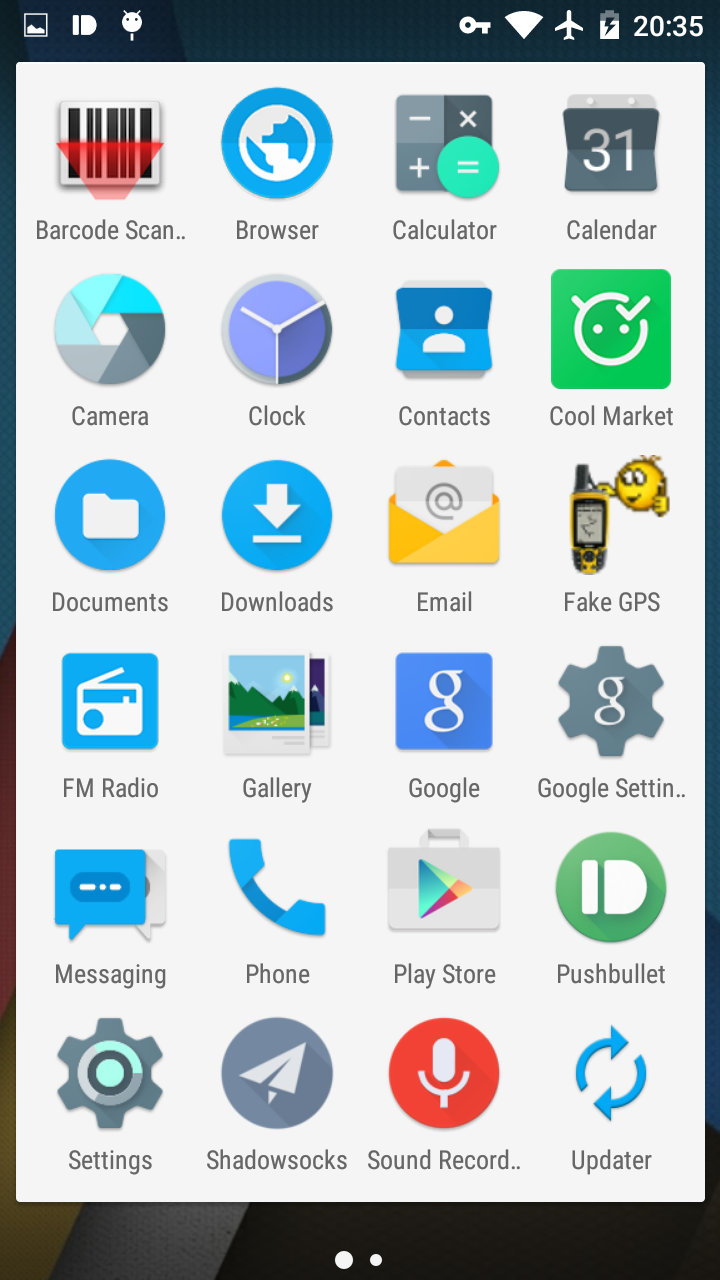 20:35
31
Barcode Scan..
Browser
Calculator
Calendar
Camera
Clock
Contacts
Cool Market
@
Documents
Downloads
Email
Fake GPS
g
g
FM Radio
Gallery
Google
Google Settin..
Messaging
Phone
Play Store
Pushbullet
Settings
Shadowsocks
Sound Record..
Updater